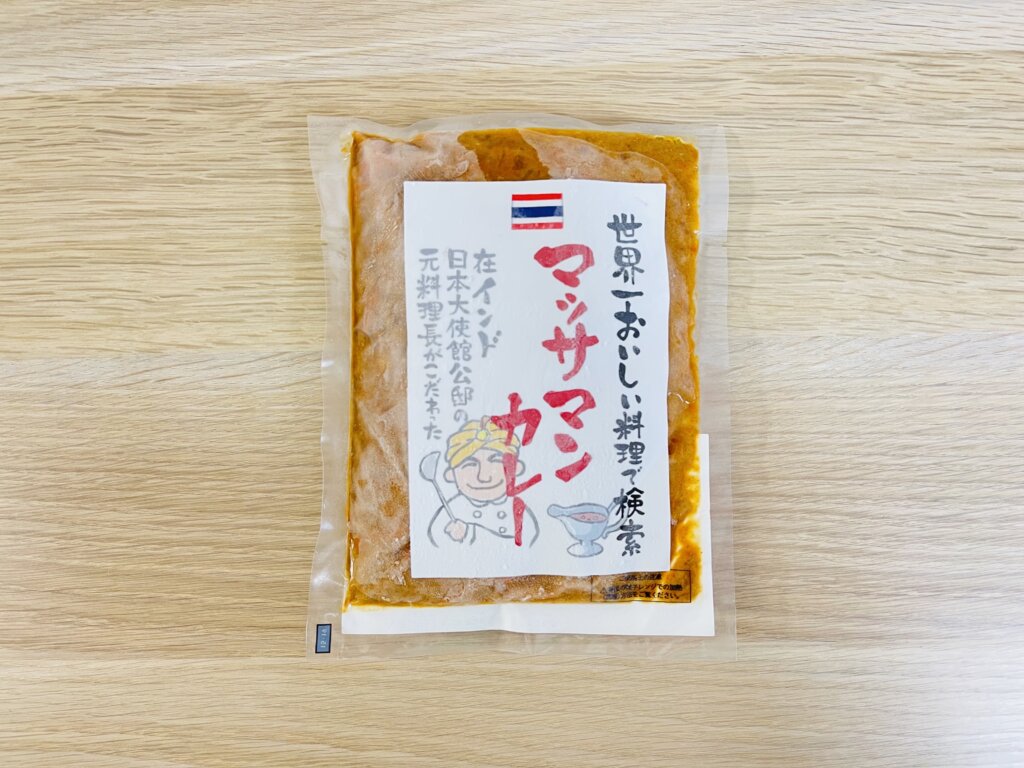 世界一おいしい料理で検索
マッサマン
カレー
在インド
日本大使館公邸の
元料理長がこだわった